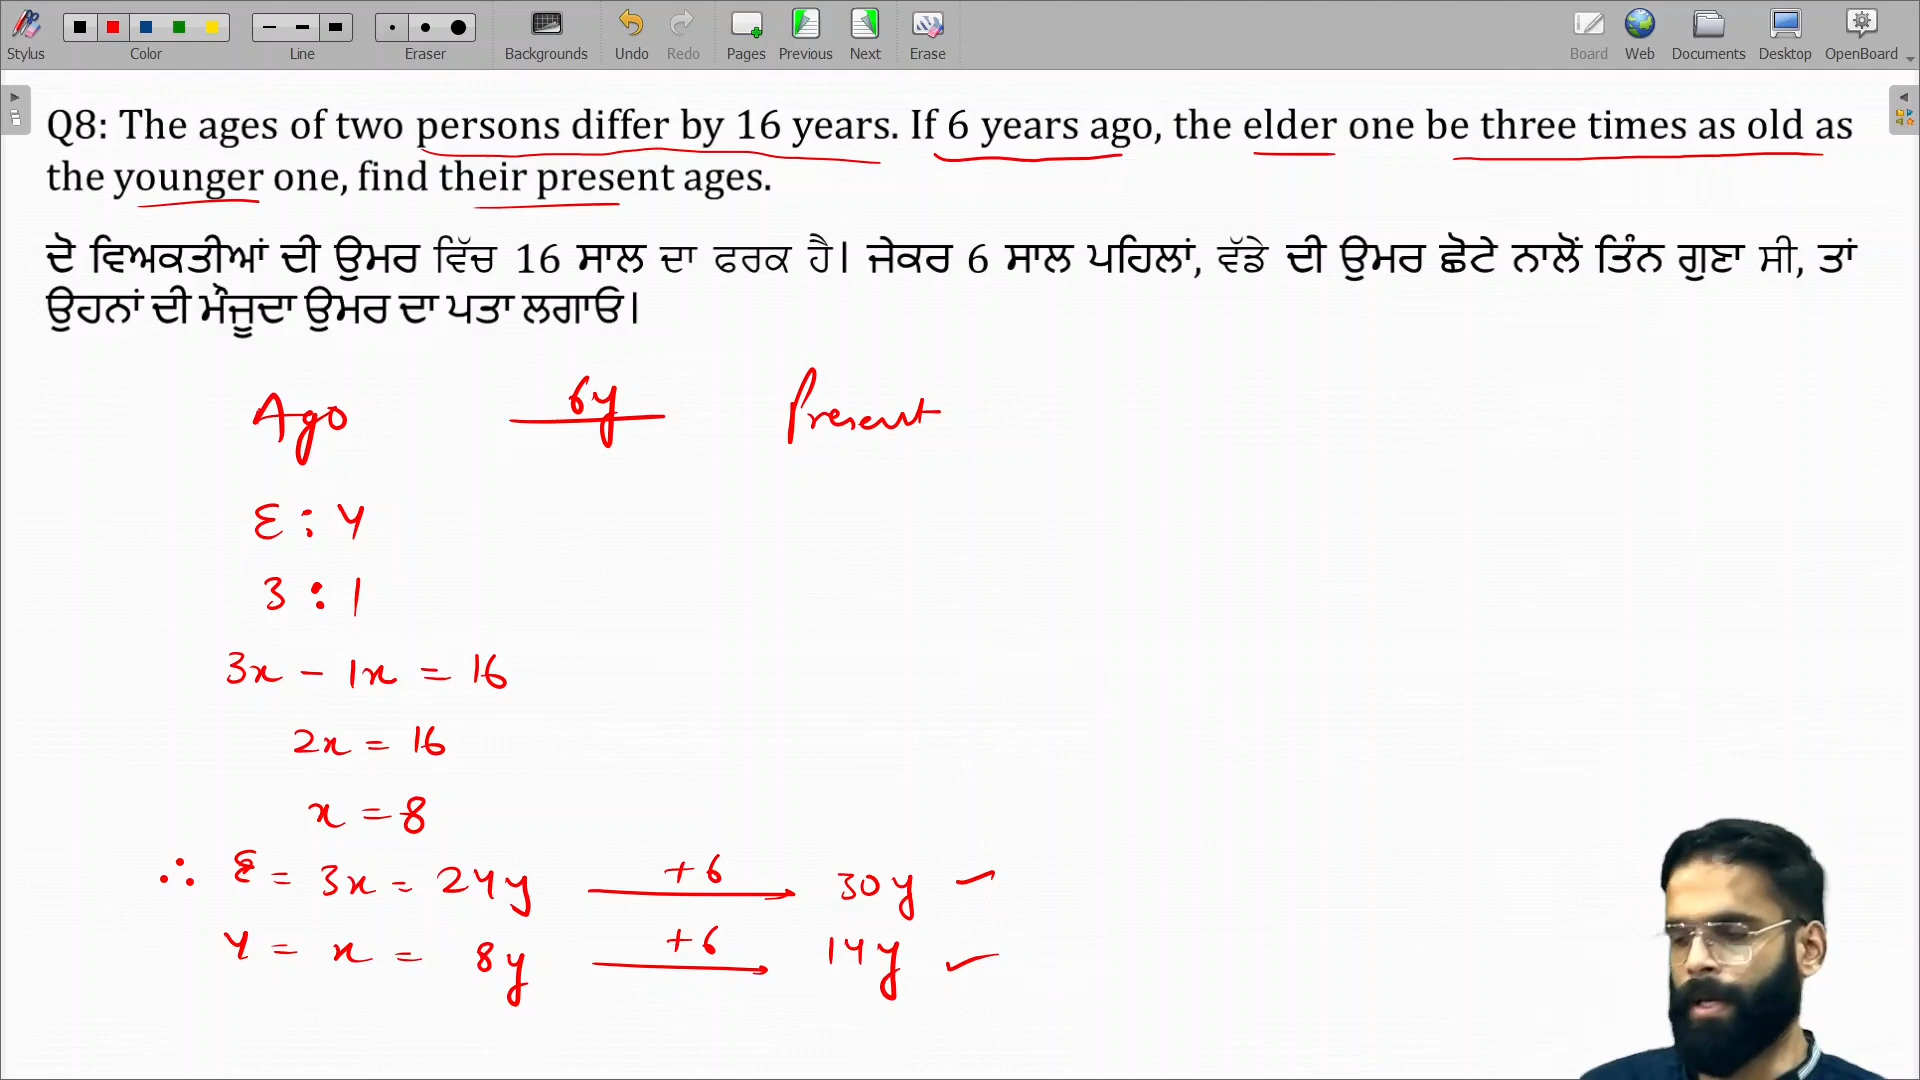 Stylus Color Line Eraser Backgrounds Undo Redo Pages Previous Next Erase Board Web Documents Desktop OpenBoard
Q8: The ages of two persons differ by 16 years. If 6 years ago, the elder one be three times as old as
the younger one, find their present ages.
ਦੋ ਵਿਅਕਤੀਆਂ ਦੀ ਉਮਰ ਵਿੱਚ 16 ਸਾਲ ਦਾ ਫਰਕ ਹੈ। ਜੇਕਰ 6 ਸਾਲ ਪਹਿਲਾਂ, ਵੱਡੇ ਦੀ ਉਮਰ ਛੋਟੇ ਨਾਲੋਂ ਤਿੰਨ ਗੁਣਾ ਸੀ, ਤਾਂ
ਉਹਨਾਂ ਦੀ ਮੌਜੂਦਾ ਉਮਰ ਦਾ ਪਤਾ ਲਗਾਓ।
Ago 6y Present
E : Y
3 : 1
3x - 1x = 16
2x = 16
x = 8
∴ E = 3x = 24y +6 30y
Y = x = 8y +6 14y